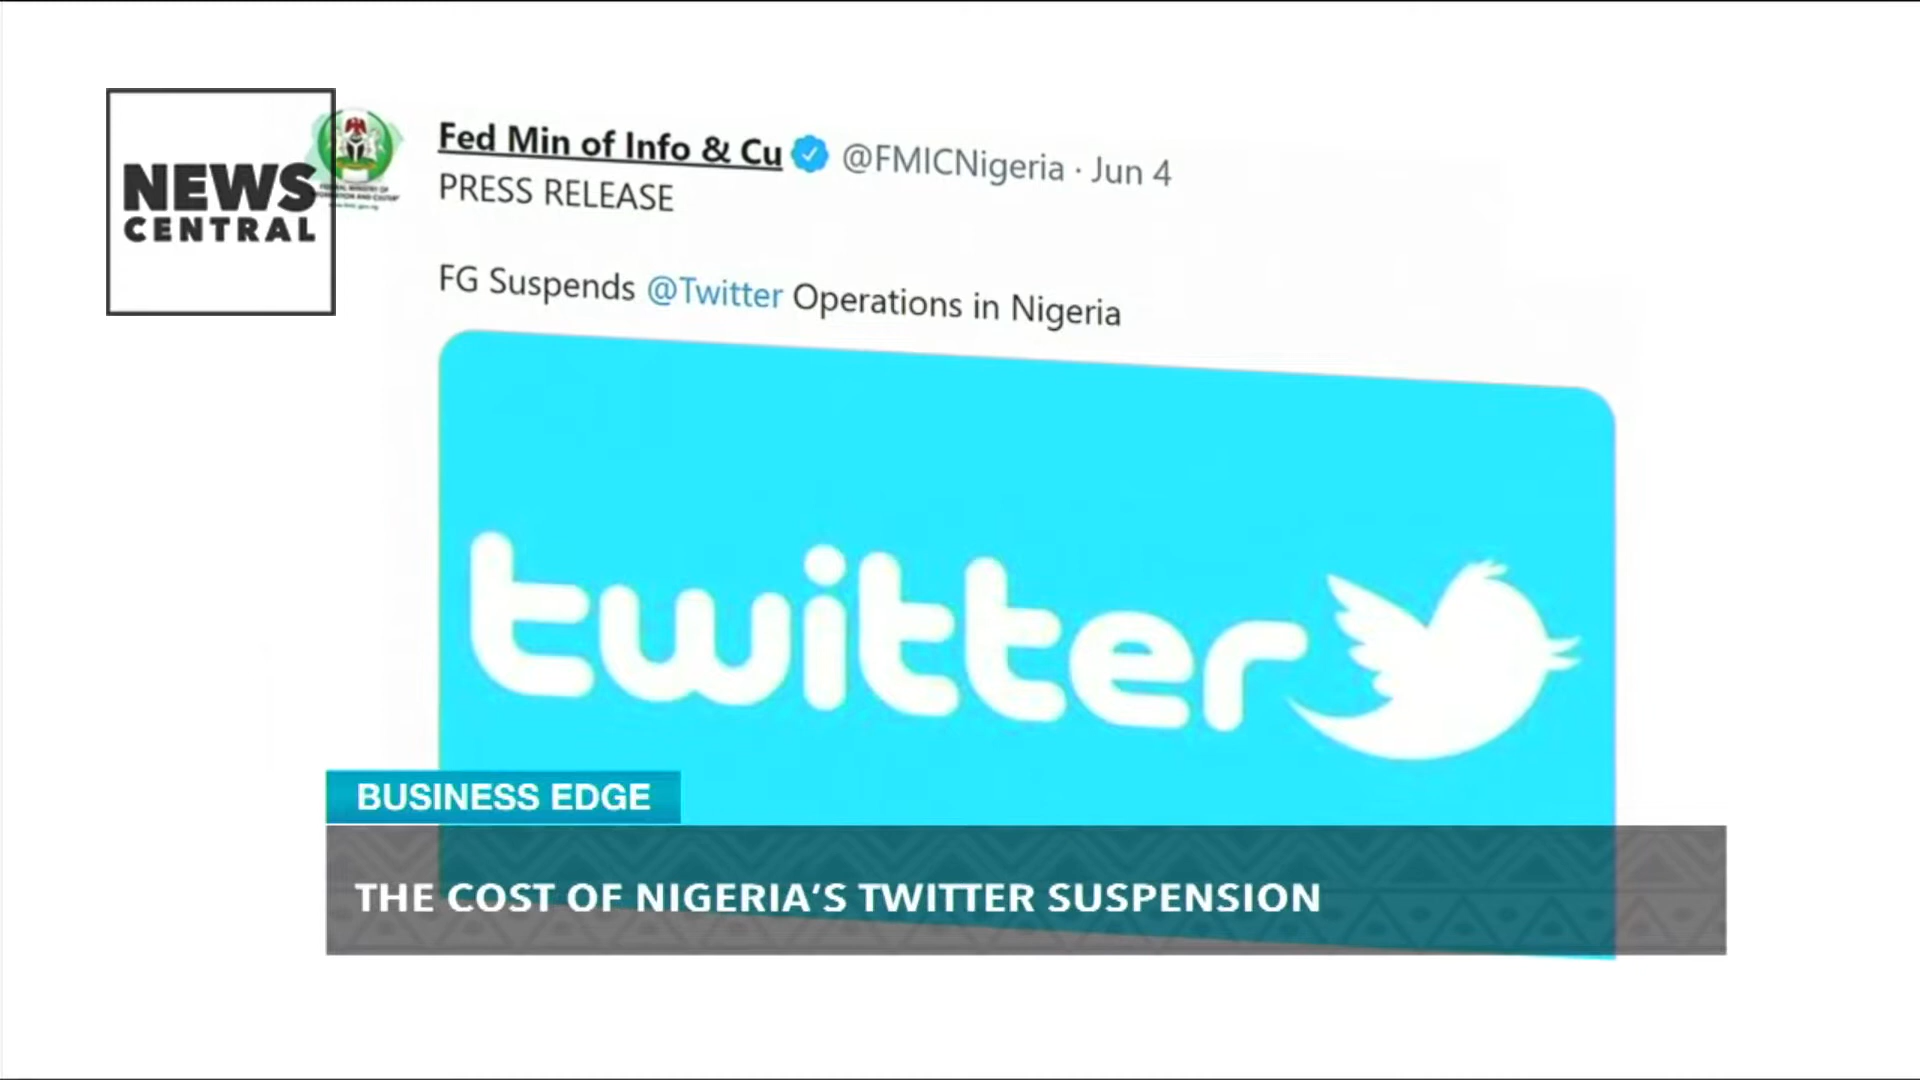 NEWS
CENTRAL
Fed Min of Info & Cu @FMICNigeria · Jun 4
PRESS RELEASE
FG Suspends @Twitter Operations in Nigeria
twitter
BUSINESS EDGE
THE COST OF NIGERIA'S TWITTER SUSPENSION